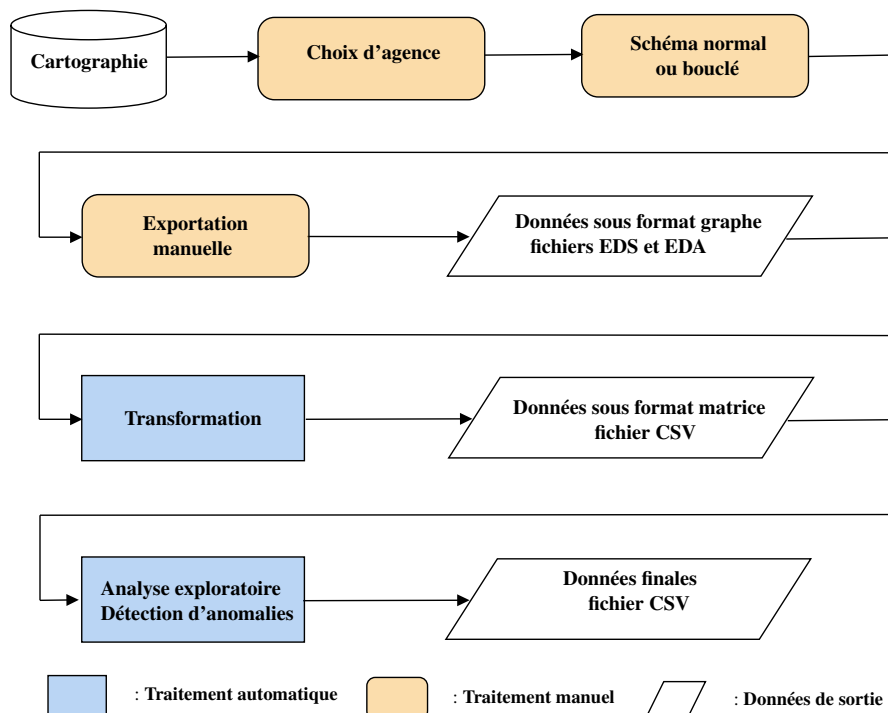 Cartographie
Choix d'agence
Schéma normal
ou bouclé
Exportation
manuelle
Données sous format graphe
fichiers EDS et EDA
Transformation
Données sous format matrice
fichier CSV
Analyse exploratoire
Détection d'anomalies
Données finales
fichier CSV
: Traitement automatique
: Traitement manuel
: Données de sortie